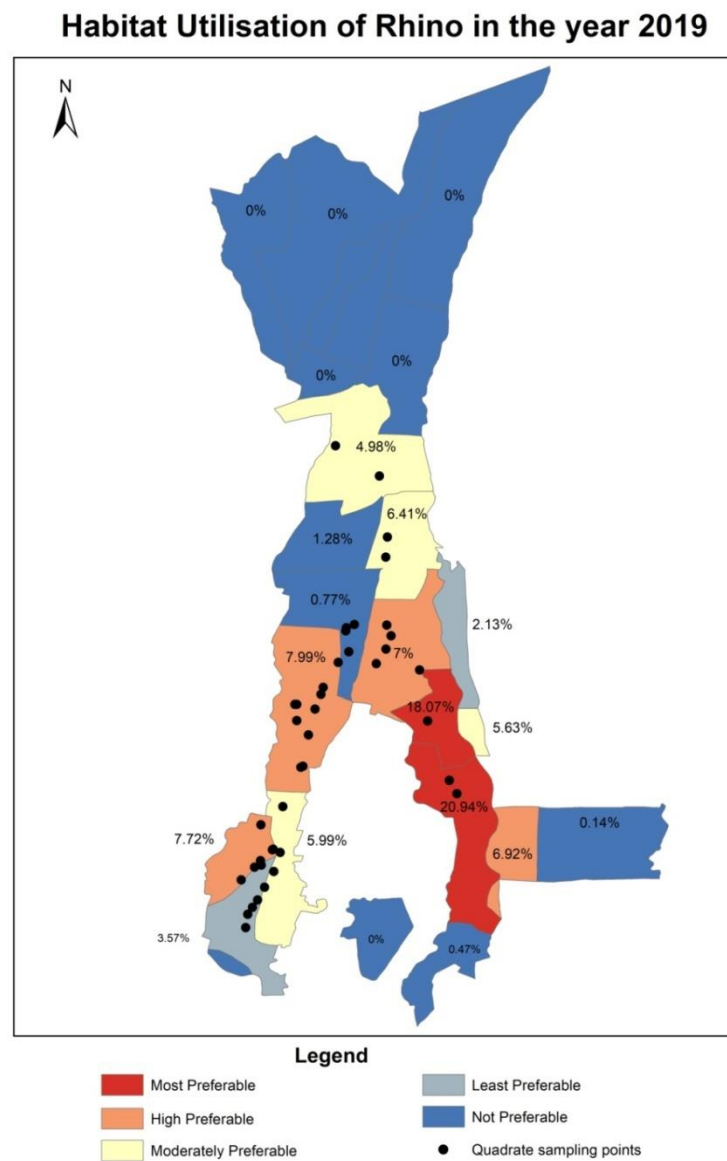 Habitat Utilisation of Rhino in the year 2019
N
0%
0%
0%
0%
0%
4.98%
6.41%
1.28%
0.77%
2.13%
7.99%
7%
18.07%
5.63%
20.94%
0.14%
7.72%
5.99%
6.92%
3.57%
0%
0.47%
Legend
Most Preferable
High Preferable
Moderately Preferable
Least Preferable
Not Preferable
Quadrate sampling points